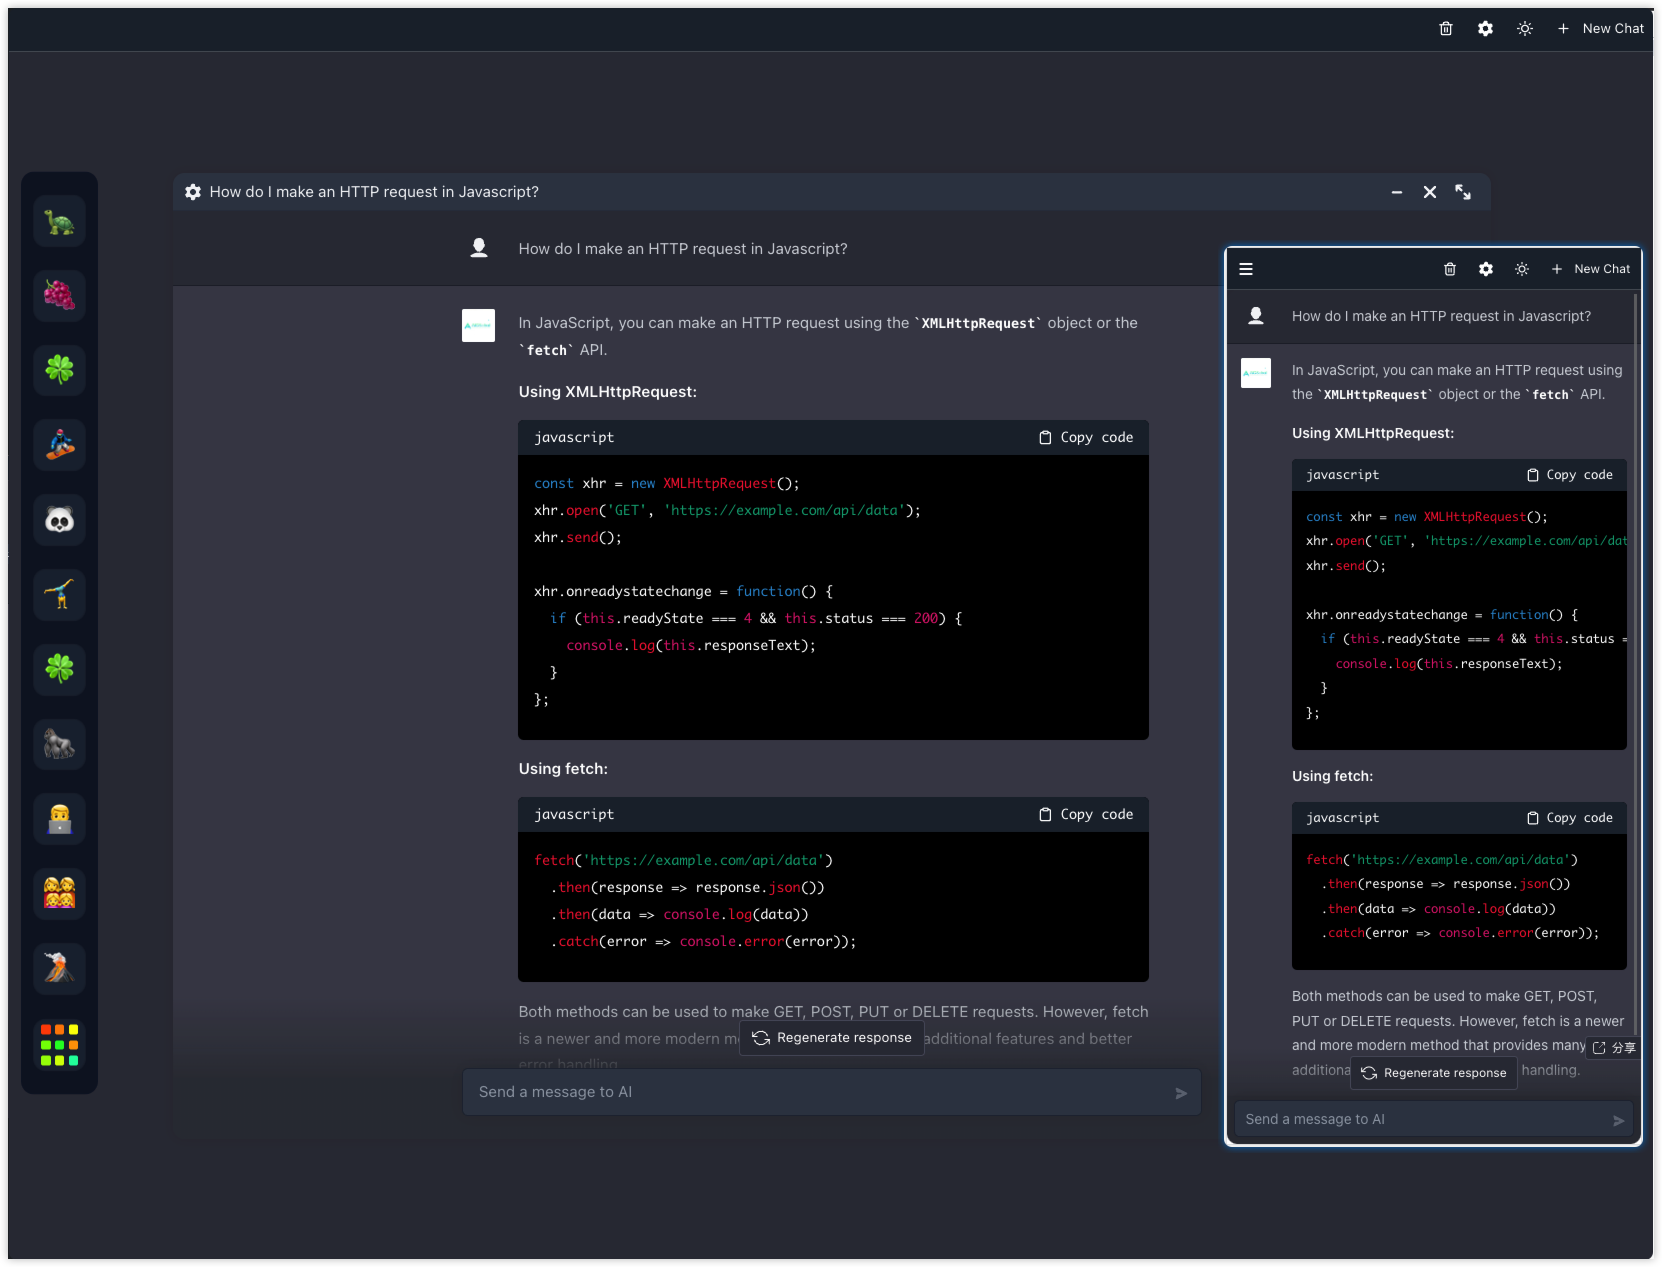 New Chat
How do I make an HTTP request in Javascript?
How do I make an HTTP request in Javascript?
In JavaScript, you can make an HTTP request using the `XMLHttpRequest` object or the
`fetch` API.
Using XMLHttpRequest:
javascript
Copy code
const xhr = new XMLHttpRequest();
xhr.open('GET', 'https://example.com/api/data');
xhr.send();
xhr.onreadystatechange = function() {
  if (this.readyState === 4 && this.status === 200) {
    console.log(this.responseText);
  }
};
Using fetch:
javascript
Copy code
fetch('https://example.com/api/data')
  .then(response => response.json())
  .then(data => console.log(data))
  .catch(error => console.error(error));
Both methods can be used to make GET, POST, PUT or DELETE requests. However, fetch
is a newer and more modern m
additional features and better
error handling.
Regenerate response
Send a message to AI
New Chat
How do I make an HTTP request in Javascript?
In JavaScript, you can make an HTTP request using
the `XMLHttpRequest` object or the `fetch` API.
Using XMLHttpRequest:
javascript
Copy code
const xhr = new XMLHttpRequest();
xhr.open('GET', 'https://example.com/api/dat
xhr.send();
xhr.onreadystatechange = function() {
  if (this.readyState === 4 && this.status =
    console.log(this.responseText);
  }
};
Using fetch:
javascript
Copy code
fetch('https://example.com/api/data')
  .then(response => response.json())
  .then(data => console.log(data))
  .catch(error => console.error(error));
Both methods can be used to make GET, POST,
PUT or DELETE requests. However, fetch is a newer
and more modern method that provides many
分享
additiona
handling.
Regenerate response
Send a message to AI